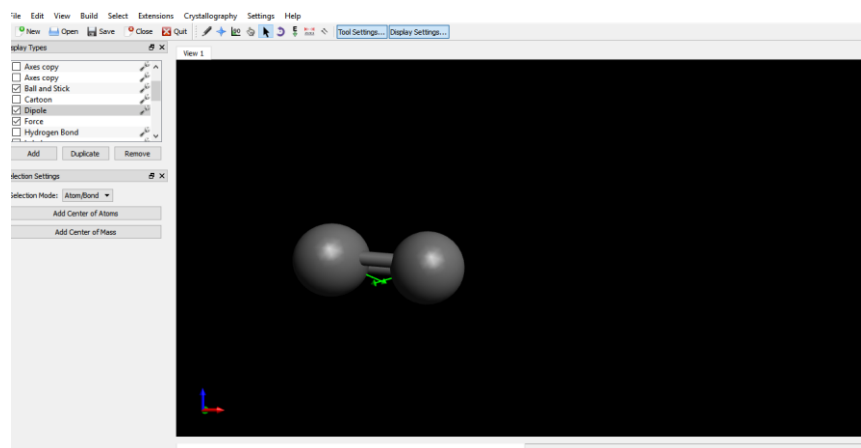 File Edit View Build Select Extensions Crystallography Settings Help
New Open Save Close Quit Tool Settings... Display Settings...
splay Types
View 1
Axes copy
Axes copy
Ball and Stick
Cartoon
Dipole
Force
Hydrogen Bond
Add Duplicate Remove
election Settings
Selection Mode: Atom/Bond
Add Center of Atoms
Add Center of Mass